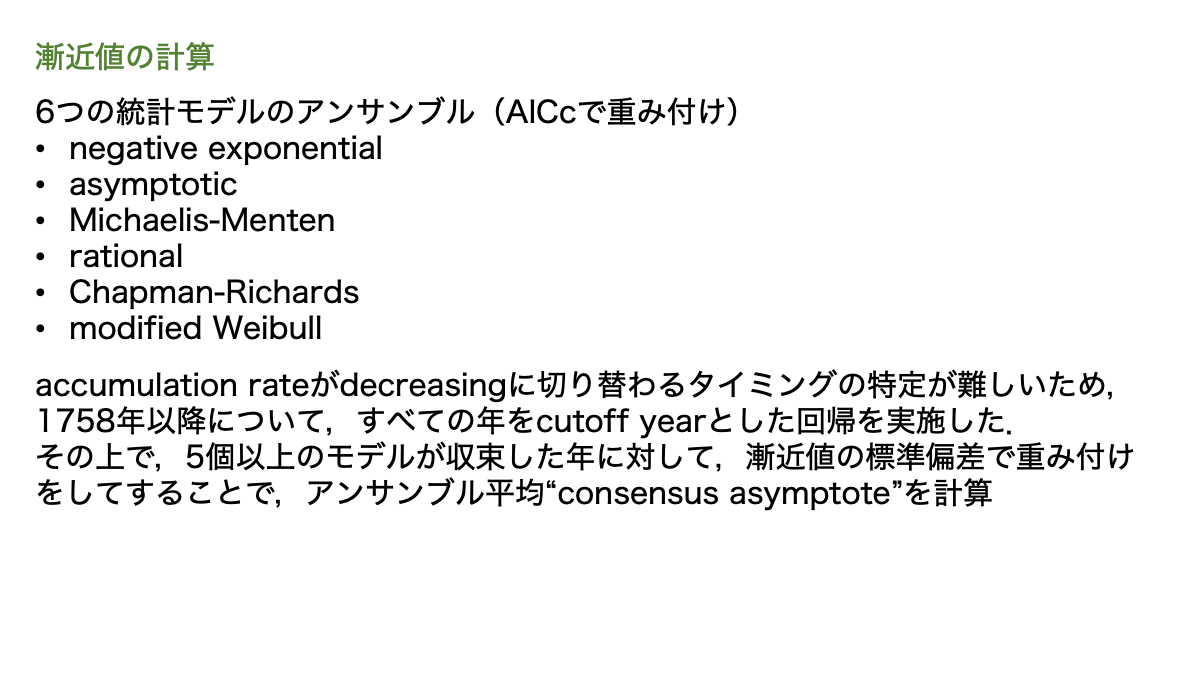 漸近値の計算
6つの統計モデルのアンサンブル（AICcで重み付け）
• negative exponential
• asymptotic
• Michaelis-Menten
• rational
• Chapman-Richards
• modified Weibull
accumulation rateがdecreasingに切り替わるタイミングの特定が難しいため，
1758年以降について，すべての年をcutoff yearとした回帰を実施した．
その上で，5個以上のモデルが収束した年に対して，漸近値の標準偏差で重み付け
をしてすることで，アンサンブル平均“consensus asymptote”を計算